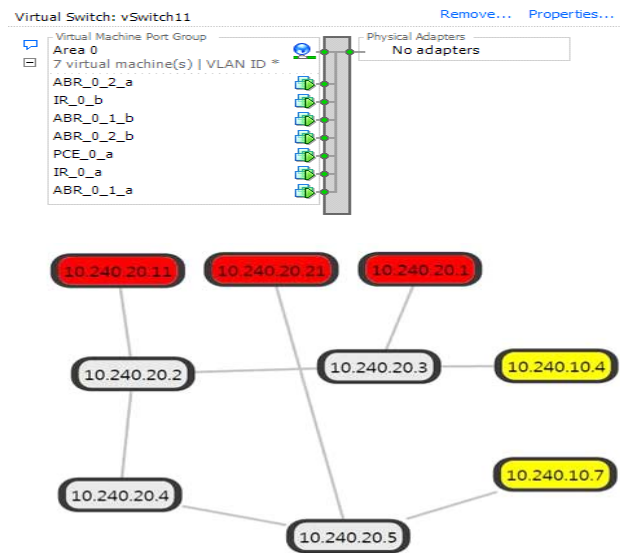 Virtual Switch: vSwitch11 Remove... Properties...
Virtual Machine Port Group
Physical Adapters
Area 0
No adapters
7 virtual machine(s) | VLAN ID *
ABR_0_2_a
IR_0_b
ABR_0_1_b
ABR_0_2_b
PCE_0_a
IR_0_a
ABR_0_1_a
10.240.20.11
10.240.20.21
10.240.20.1
10.240.20.2
10.240.20.3
10.240.10.4
10.240.20.4
10.240.10.7
10.240.20.5